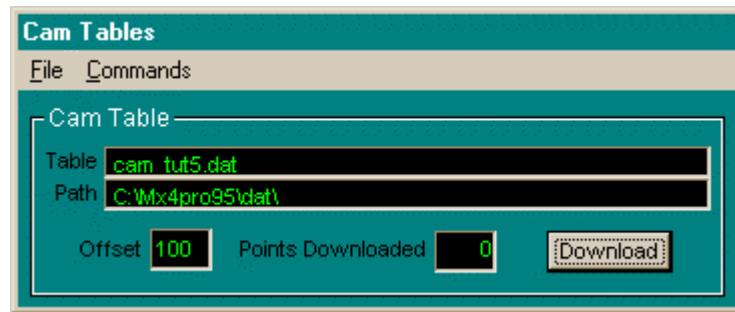 Cam Tables
File Commands
Cam Table
Table cam_tut5.dat
Path C:\Mx4pro95\dat\
Offset 100 Points Downloaded 0 Download